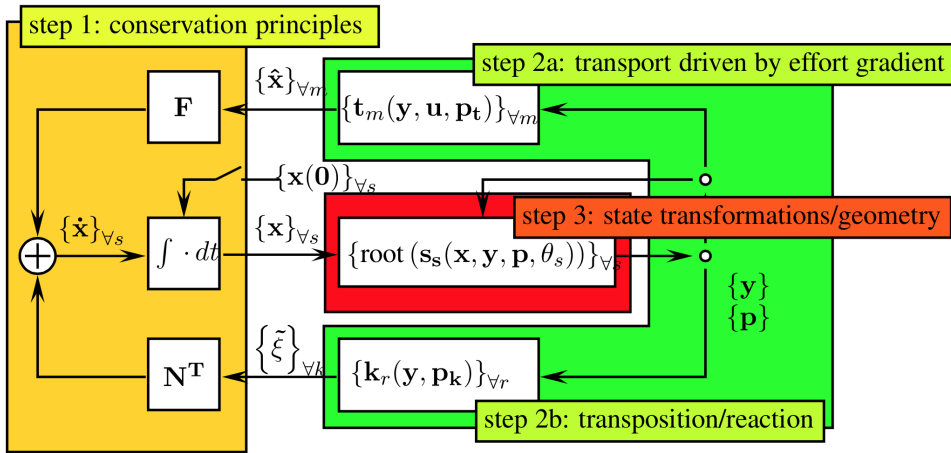 step 1: conservation principles
step 2a: transport driven by effort gradient
F
{x̂}∀m
{tₘ(y, u, pₜ)}∀m
{x(0)}∀s
step 3: state transformations/geometry
{ẋ}∀s
∫ · dt
{x}∀s
{root (sₛ(x, y, p, θₛ))}∀s
{y}
{p}
{ξ̃}∀k
Nᵀ
{kᵣ(y, pₖ)}∀r
step 2b: transposition/reaction